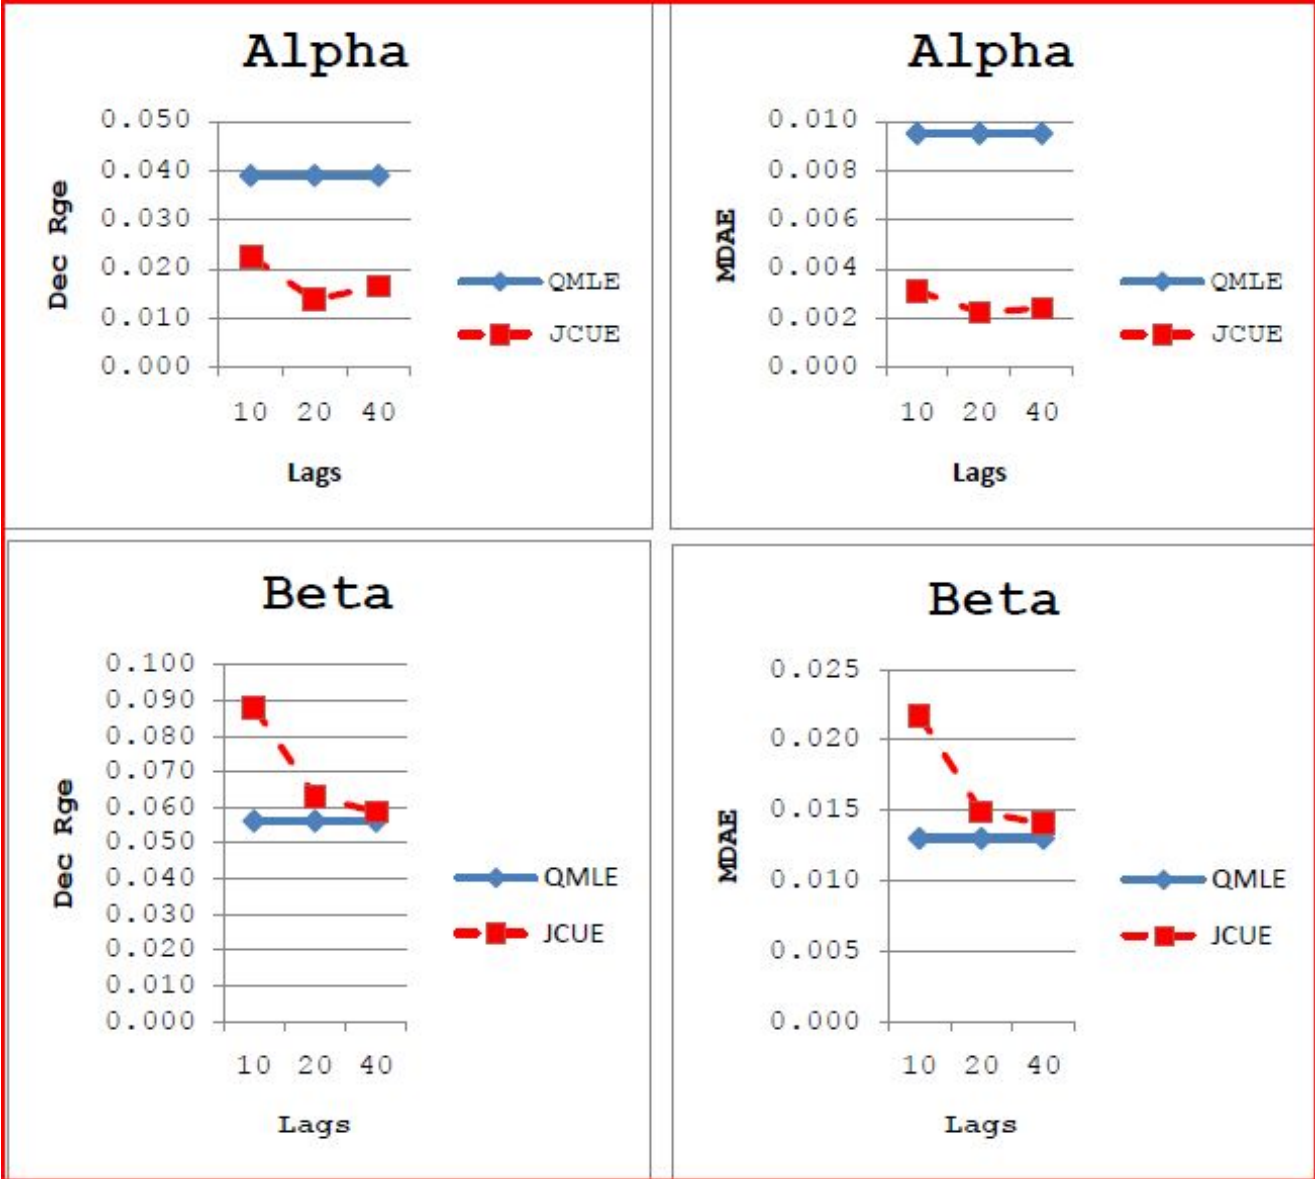 Alpha
0.050
0.040
0.030
0.020
0.010
0.000
Dec Rge
10 20 40
Lags
QMLE
JCUE
Alpha
0.010
0.008
0.006
0.004
0.002
0.000
MDAE
10 20 40
Lags
QMLE
JCUE
Beta
0.100
0.090
0.080
0.070
0.060
0.050
0.040
0.030
0.020
0.010
0.000
Dec Rge
10 20 40
Lags
QMLE
JCUE
Beta
0.025
0.020
0.015
0.010
0.005
0.000
MDAE
10 20 40
Lags
QMLE
JCUE